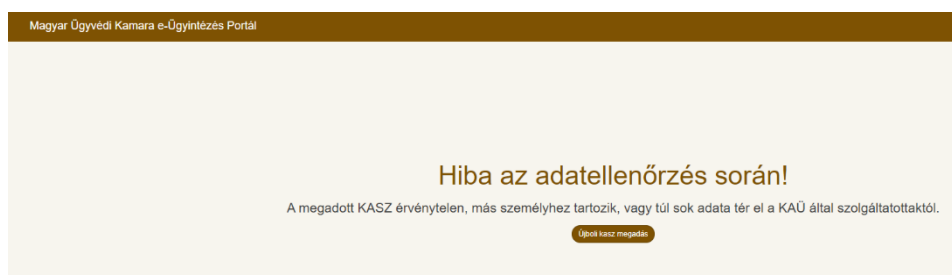 Magyar Ügyvédi Kamara e-Ügyintézés Portál
Hiba az adatellenőrzés során!
A megadott KASZ érvénytelen, más személyhez tartozik, vagy túl sok adata tér el a KAÜ által szolgáltatottaktól.
Újboli kasz megadás